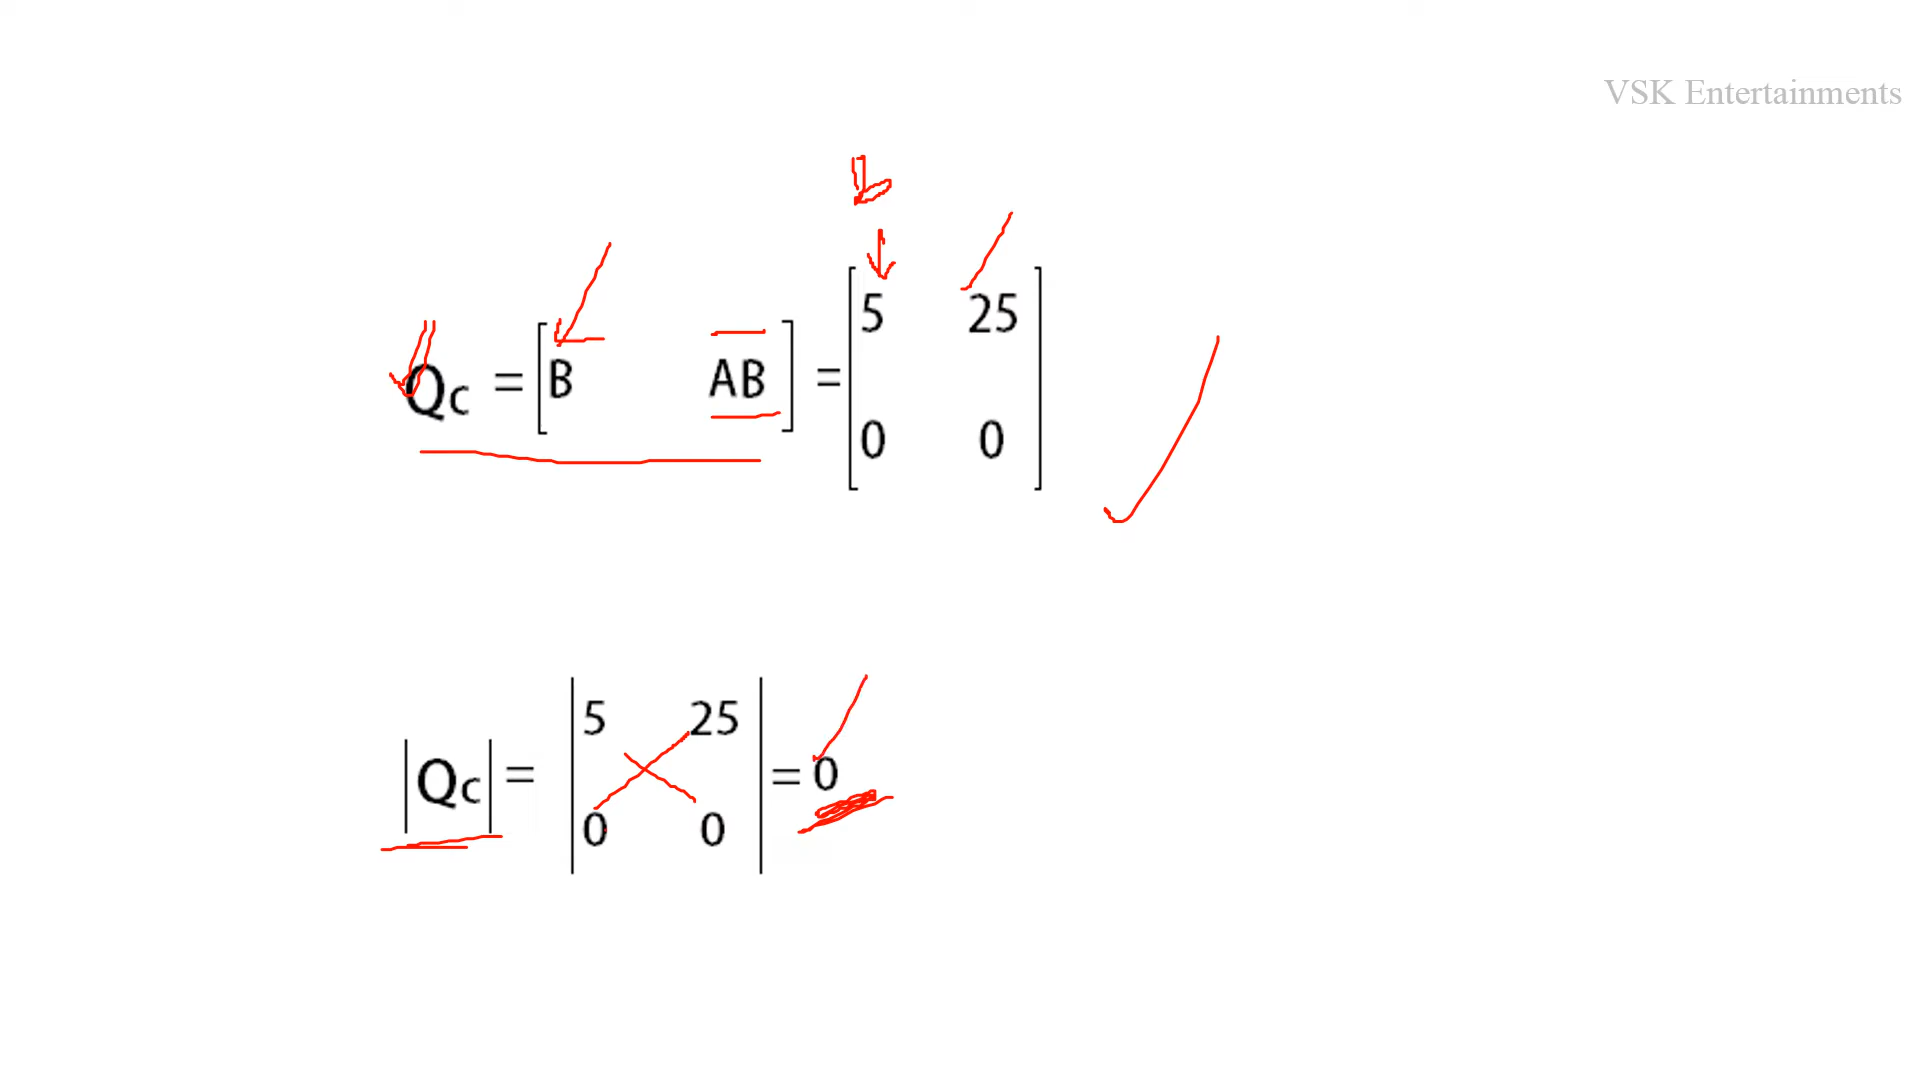 VSK Entertainments
b
5 25
Qc = [B AB] =
0 0
5 25
|Qc| = = 0
0 0